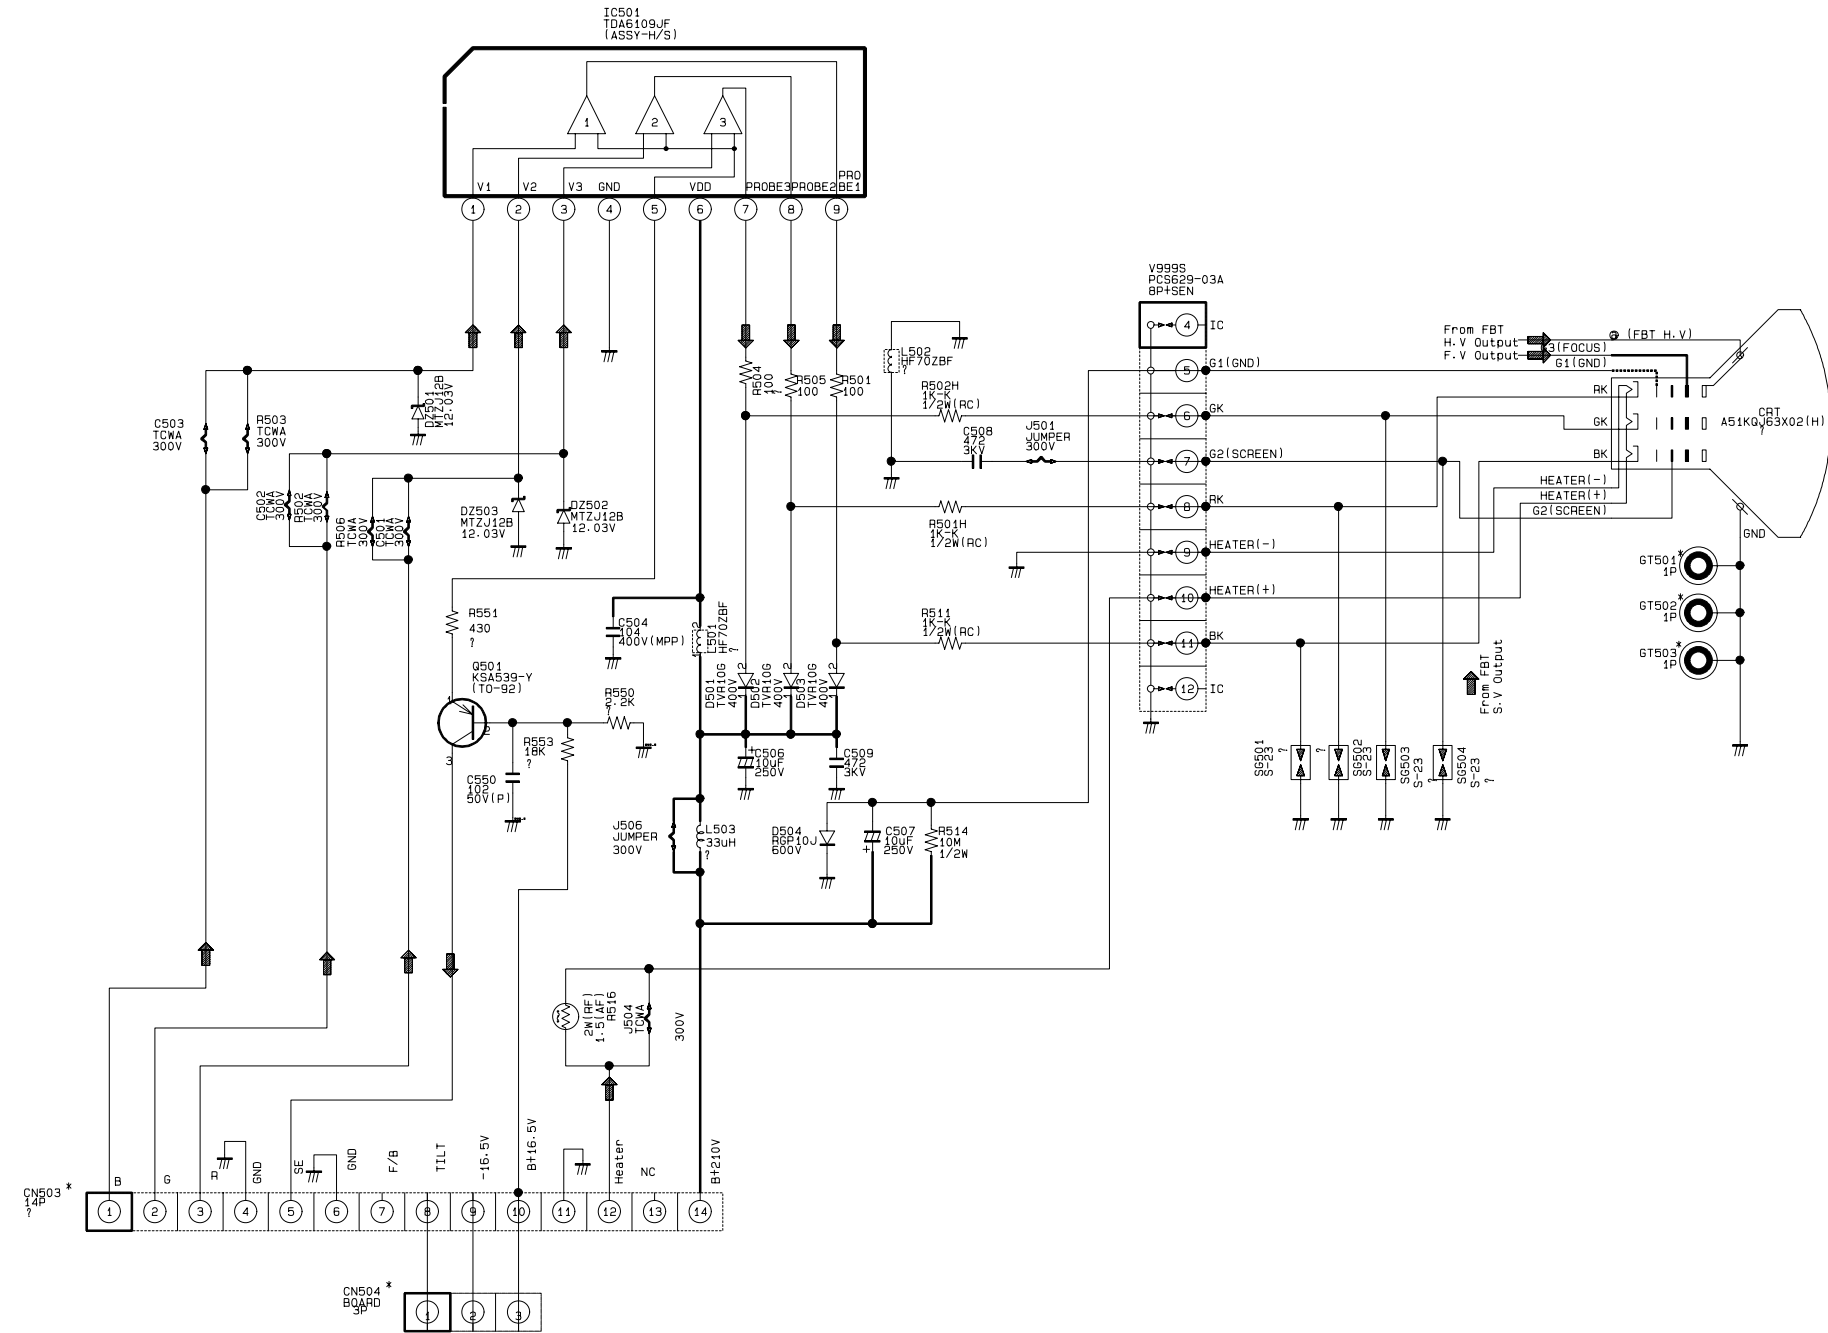 IC501
TDA6109JF
(ASSY-H/S)
1
2
3
V1
V2
V3
GND
VDD
PROBE3
PROBE2
PRO
BE1
1
2
3
4
5
6
7
8
9
V999S
PCS629-03A
8P+SEN
4
IC
5
G1(GND)
6
GK
7
G2(SCREEN)
8
RK
9
HEATER(-)
10
HEATER(+)
11
BK
12
IC
From FBT
H.V Output
F.V Output
@ (FBT H.V)
(FOCUS)
G1(GND)
RK
GK
BK
HEATER(-)
HEATER(+)
G2(SCREEN)
CRT
A51KQJ63X02(H)
?
GND
GT501 *
1P
GT502 *
1P
GT503 *
1P
L502
HF70ZBF
?
R504
100
?
R505
100
R501
100
R502H
1K-K
1/2W(RC)
C508
472
3KV
J501
JUMPER
300V
R501H
1K-K
1/2W(RC)
R511
1K-K
1/2W(RC)
C503
TCWA
300V
R503
TCWA
300V
DZ501
MTZJ12B
12.03V
C502
TCWA
300V
R502
TCWA
300V
R506
TCWA
300V
C501
TCWA
300V
DZ503
MTZJ12B
12.03V
DZ502
MTZJ12B
12.03V
R551
430
?
C504
104
400V(MPP)
2
L501
HF70ZBF
?
1
Q501
KSA539-Y
(TO-92)
1
2
3
R550
2.2K
?
R553
18K
?
C550
102
50V(P)
D501
TVR10G
400V
1
2
D502
TVR10G
400V
1
2
D503
TVR10G
400V
1
2
+
C506
10uF
250V
C509
472
3KV
J506
JUMPER
300V
L503
33uH
?
D504
RGP10J
600V
+
C507
10uF
250V
R514
10M
1/2W
From FBT
S.V Output
SG501
S-23
?
SG502
S-23
?
SG503
S-23
?
SG504
S-23
?
2W(RF)
1.5(AF)
R516
J504
TCWA
300V
CN503 *
14P
?
B
G
R
GND
SE
GND
F/B
TILT
-16.5V
B+16.5V
Heater
NC
B+210V
1
2
3
4
5
6
7
8
9
10
11
12
13
14
CN504 *
BOARD
3P
1
2
3